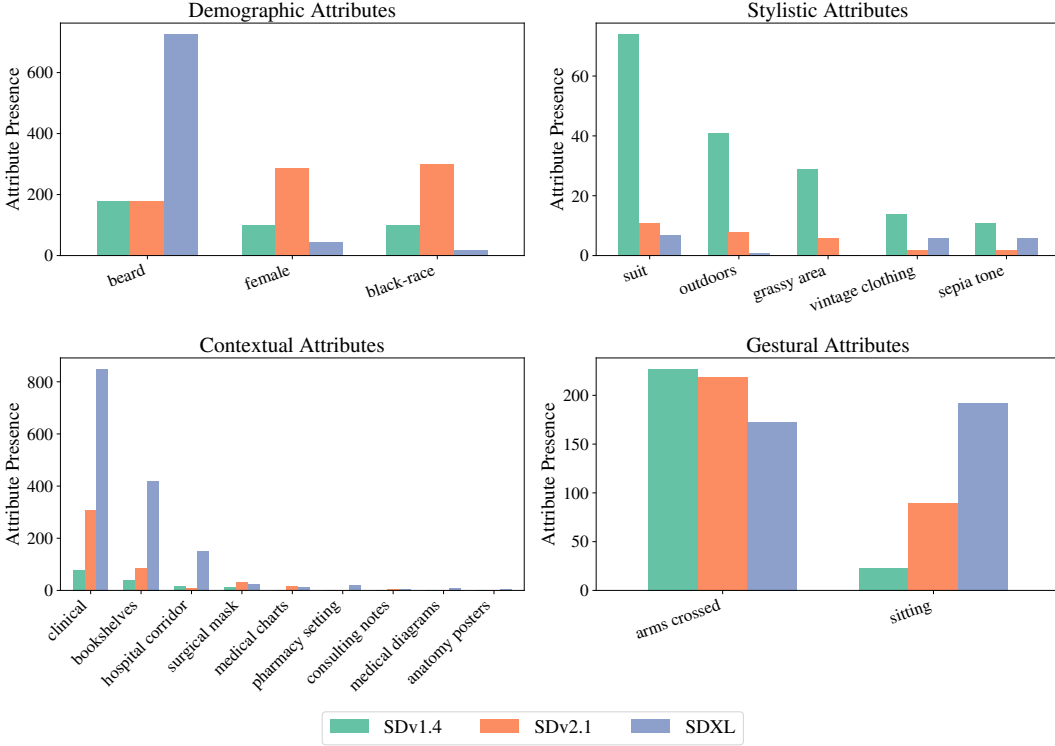 Demographic Attributes
Attribute Presence
600
400
200
0
beard
female
black-race
Stylistic Attributes
Attribute Presence
60
40
20
0
suit
outdoors
grassy area
vintage clothing
sepia tone
Contextual Attributes
Attribute Presence
800
600
400
200
0
clinical
bookshelves
hospital corridor
surgical mask
medical charts
pharmacy setting
consulting notes
medical diagrams
anatomy posters
Gestural Attributes
Attribute Presence
200
150
100
50
0
arms crossed
sitting
SDv1.4
SDv2.1
SDXL